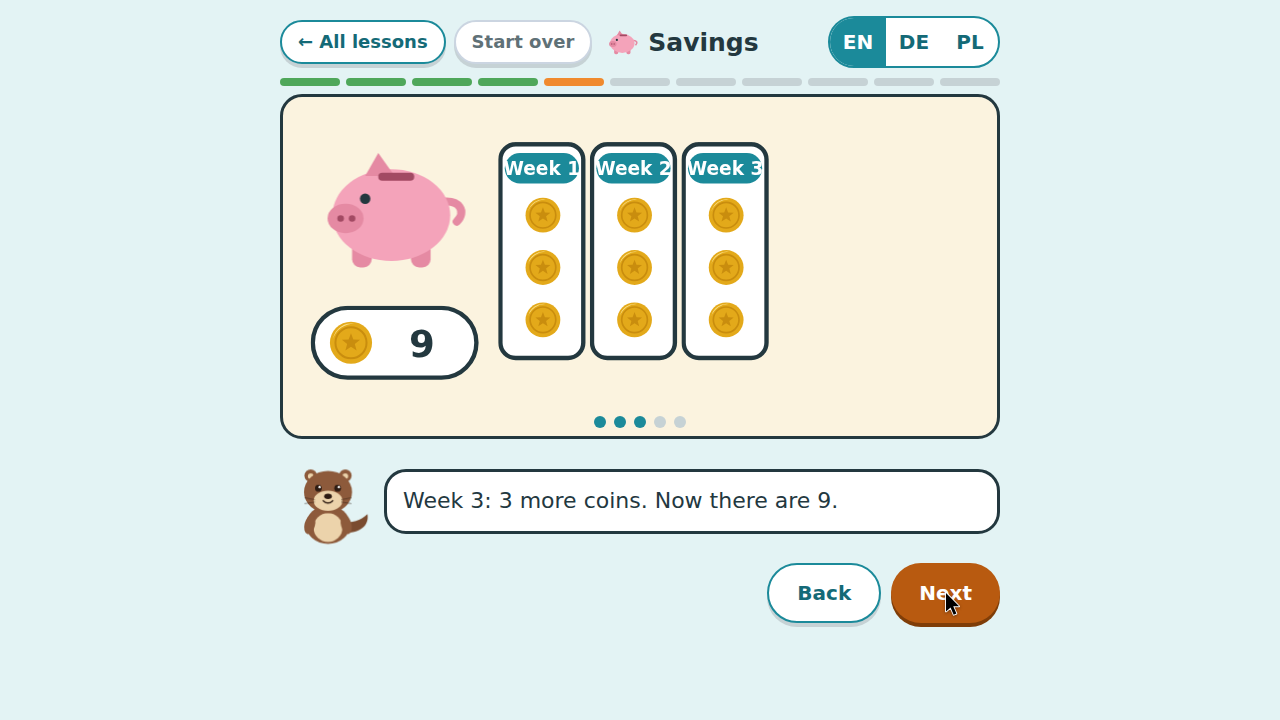 ← All lessons
Start over
Savings
EN
DE
PL
Week 1
Week 2
Week 3
9
Week 3: 3 more coins. Now there are 9.
Back
Next